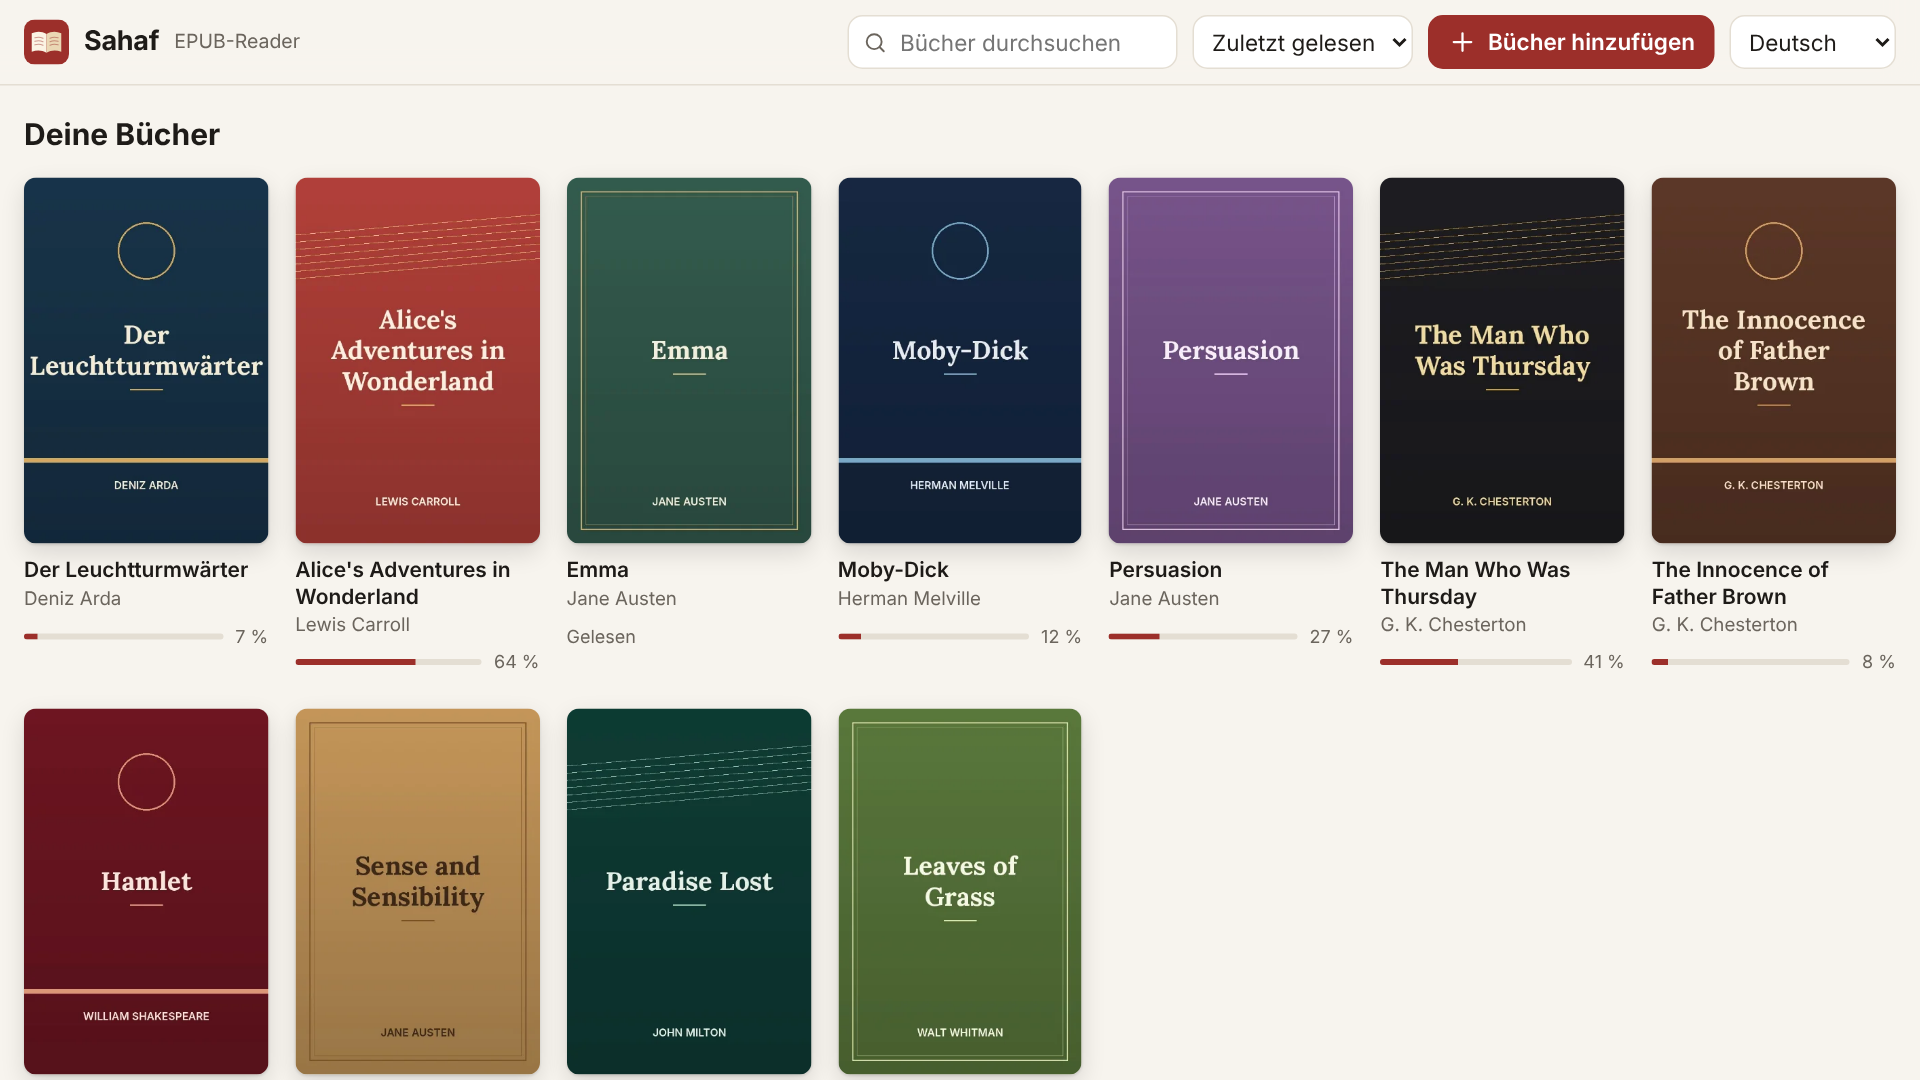 Sahaf EPUB-Reader
Bücher durchsuchen
Zuletzt gelesen
Bücher hinzufügen
Deutsch
Deine Bücher
Der
Leuchtturmwärter
DENIZ ARDA
Alice's
Adventures in
Wonderland
LEWIS CARROLL
Emma
JANE AUSTEN
Moby-Dick
HERMAN MELVILLE
Persuasion
JANE AUSTEN
The Man Who
Was Thursday
G. K. CHESTERTON
The Innocence
of Father
Brown
G. K. CHESTERTON
Der Leuchtturmwärter
Deniz Arda
7 %
Alice's Adventures in
Wonderland
Lewis Carroll
64 %
Emma
Jane Austen
Gelesen
Moby-Dick
Herman Melville
12 %
Persuasion
Jane Austen
27 %
The Man Who Was
Thursday
G. K. Chesterton
41 %
The Innocence of
Father Brown
G. K. Chesterton
8 %
Hamlet
WILLIAM SHAKESPEARE
Sense and
Sensibility
JANE AUSTEN
Paradise Lost
JOHN MILTON
Leaves of
Grass
WALT WHITMAN